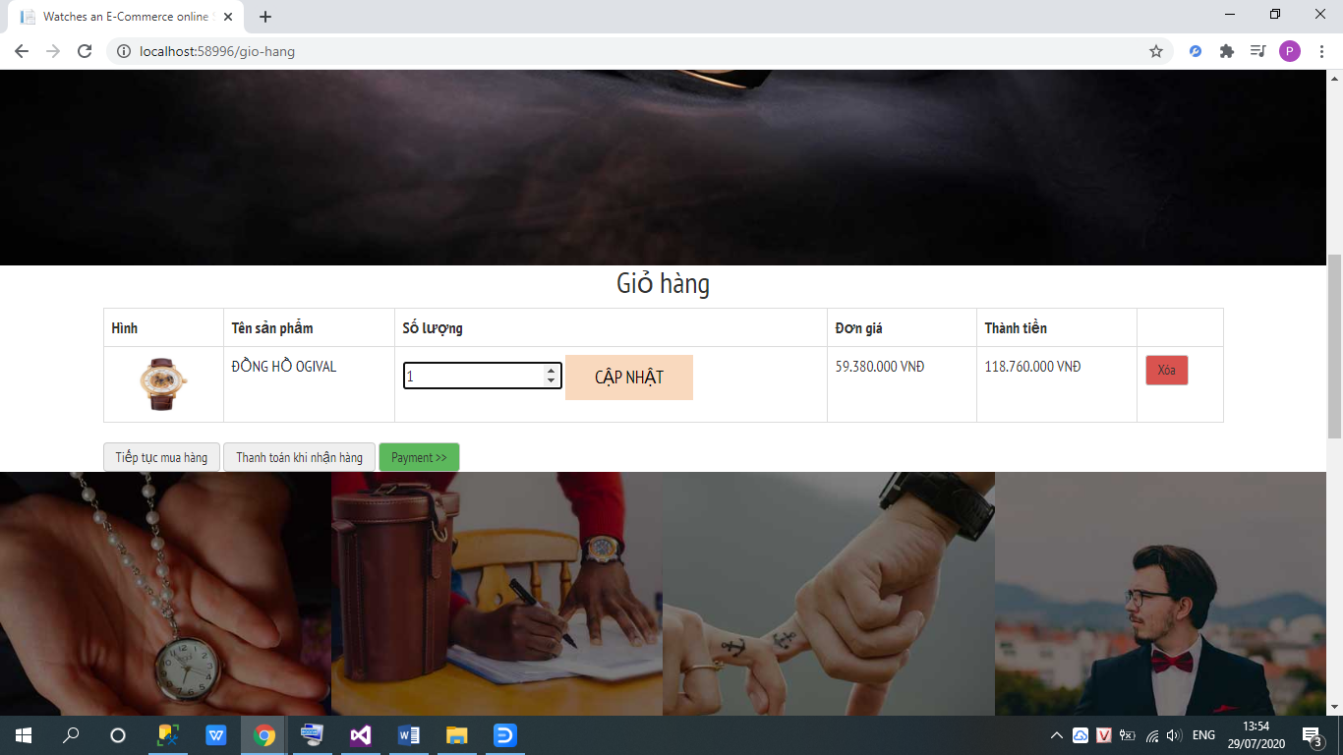 Watches an E-Commerce online
localhost:58996/gio-hang
P
Giỏ hàng
Hình Tên sản phẩm Số lượng Đơn giá Thành tiền
ĐỒNG HỒ OGIVAL 1 CẬP NHẬT 59.380.000 VNĐ 118.760.000 VNĐ Xóa
Tiếp tục mua hàng Thanh toán khi nhận hàng Payment >>
ENG 13:54
29/07/2020
3